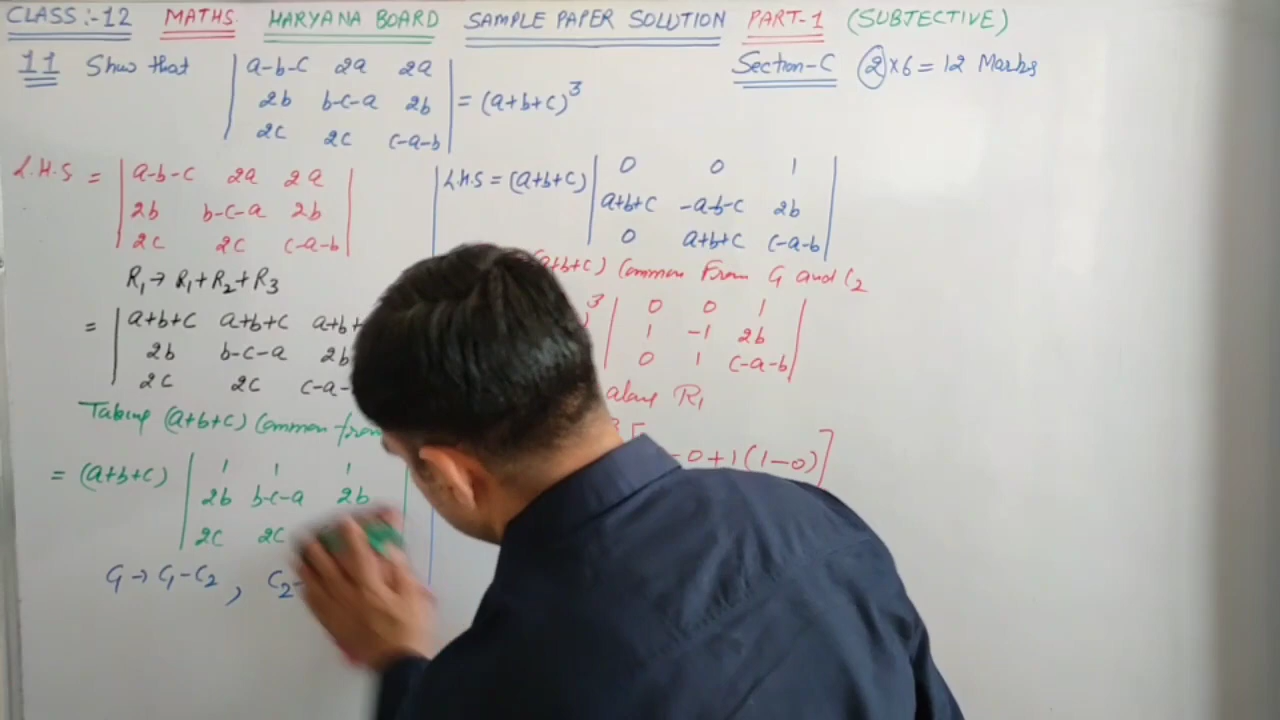 CLASS:-12 MATHS HARYANA BOARD SAMPLE PAPER SOLUTION PART-1 (SUBJECTIVE)
11 Show that | a-b-c 2a 2a |
| 2b b-c-a 2b | = (a+b+c)³
| 2c 2c c-a-b |
Section-C (2)×6=12 Marks
L.H.S = | a-b-c 2a 2a |
| 2b b-c-a 2b |
| 2c 2c c-a-b |
R₁→ R₁+R₂+R₃
= | a+b+c a+b+c a+b+
2b b-c-a 2b
2c 2c c-a-
Taking (a+b+c) Common from
= (a+b+c) | 1 1 1 |
| 2b b-c-a 2b |
| 2c 2c
C₁→ C₁-C₂, C₂-
L.H.S = (a+b+c) | 0 0 1 |
| a+b+c -a-b-c 2b |
| 0 a+b+c c-a-b |
(a+b+c) Common From C₁ and C₂
3 | 0 0 1 |
| 1 -1 2b |
| 0 1 c-a-b |
along R₁
-0+1(1-0)]